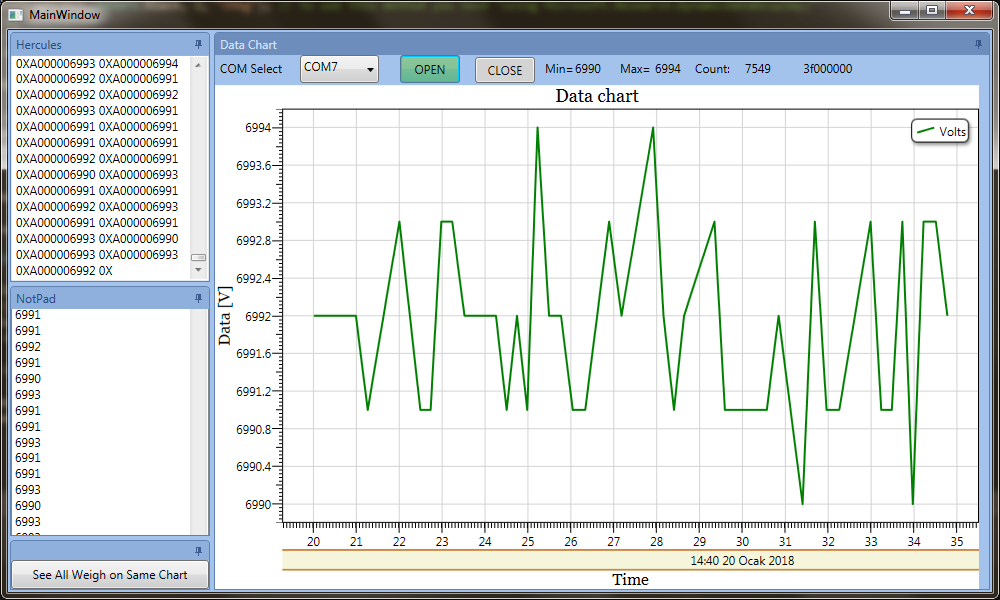 MainWindow
Hercules
0XA000006993 0XA000006994
0XA000006992 0XA000006991
0XA000006992 0XA000006992
0XA000006993 0XA000006991
0XA000006991 0XA000006991
0XA000006991 0XA000006991
0XA000006992 0XA000006991
0XA000006990 0XA000006993
0XA000006991 0XA000006991
0XA000006992 0XA000006993
0XA000006991 0XA000006991
0XA000006993 0XA000006990
0XA000006993 0XA000006993
0XA000006992 0X
NotPad
6991
6991
6992
6991
6990
6993
6991
6991
6993
6991
6991
6993
6990
6993
See All Weigh on Same Chart
Data Chart
COM Select COM7 OPEN CLOSE Min= 6990 Max= 6994 Count: 7549 3f000000
Data chart
Volts
Data [V]
6994
6993.6
6993.2
6992.8
6992.4
6992
6991.6
6991.2
6990.8
6990.4
6990
20 21 22 23 24 25 26 27 28 29 30 31 32 33 34 35
14:40 20 Ocak 2018
Time